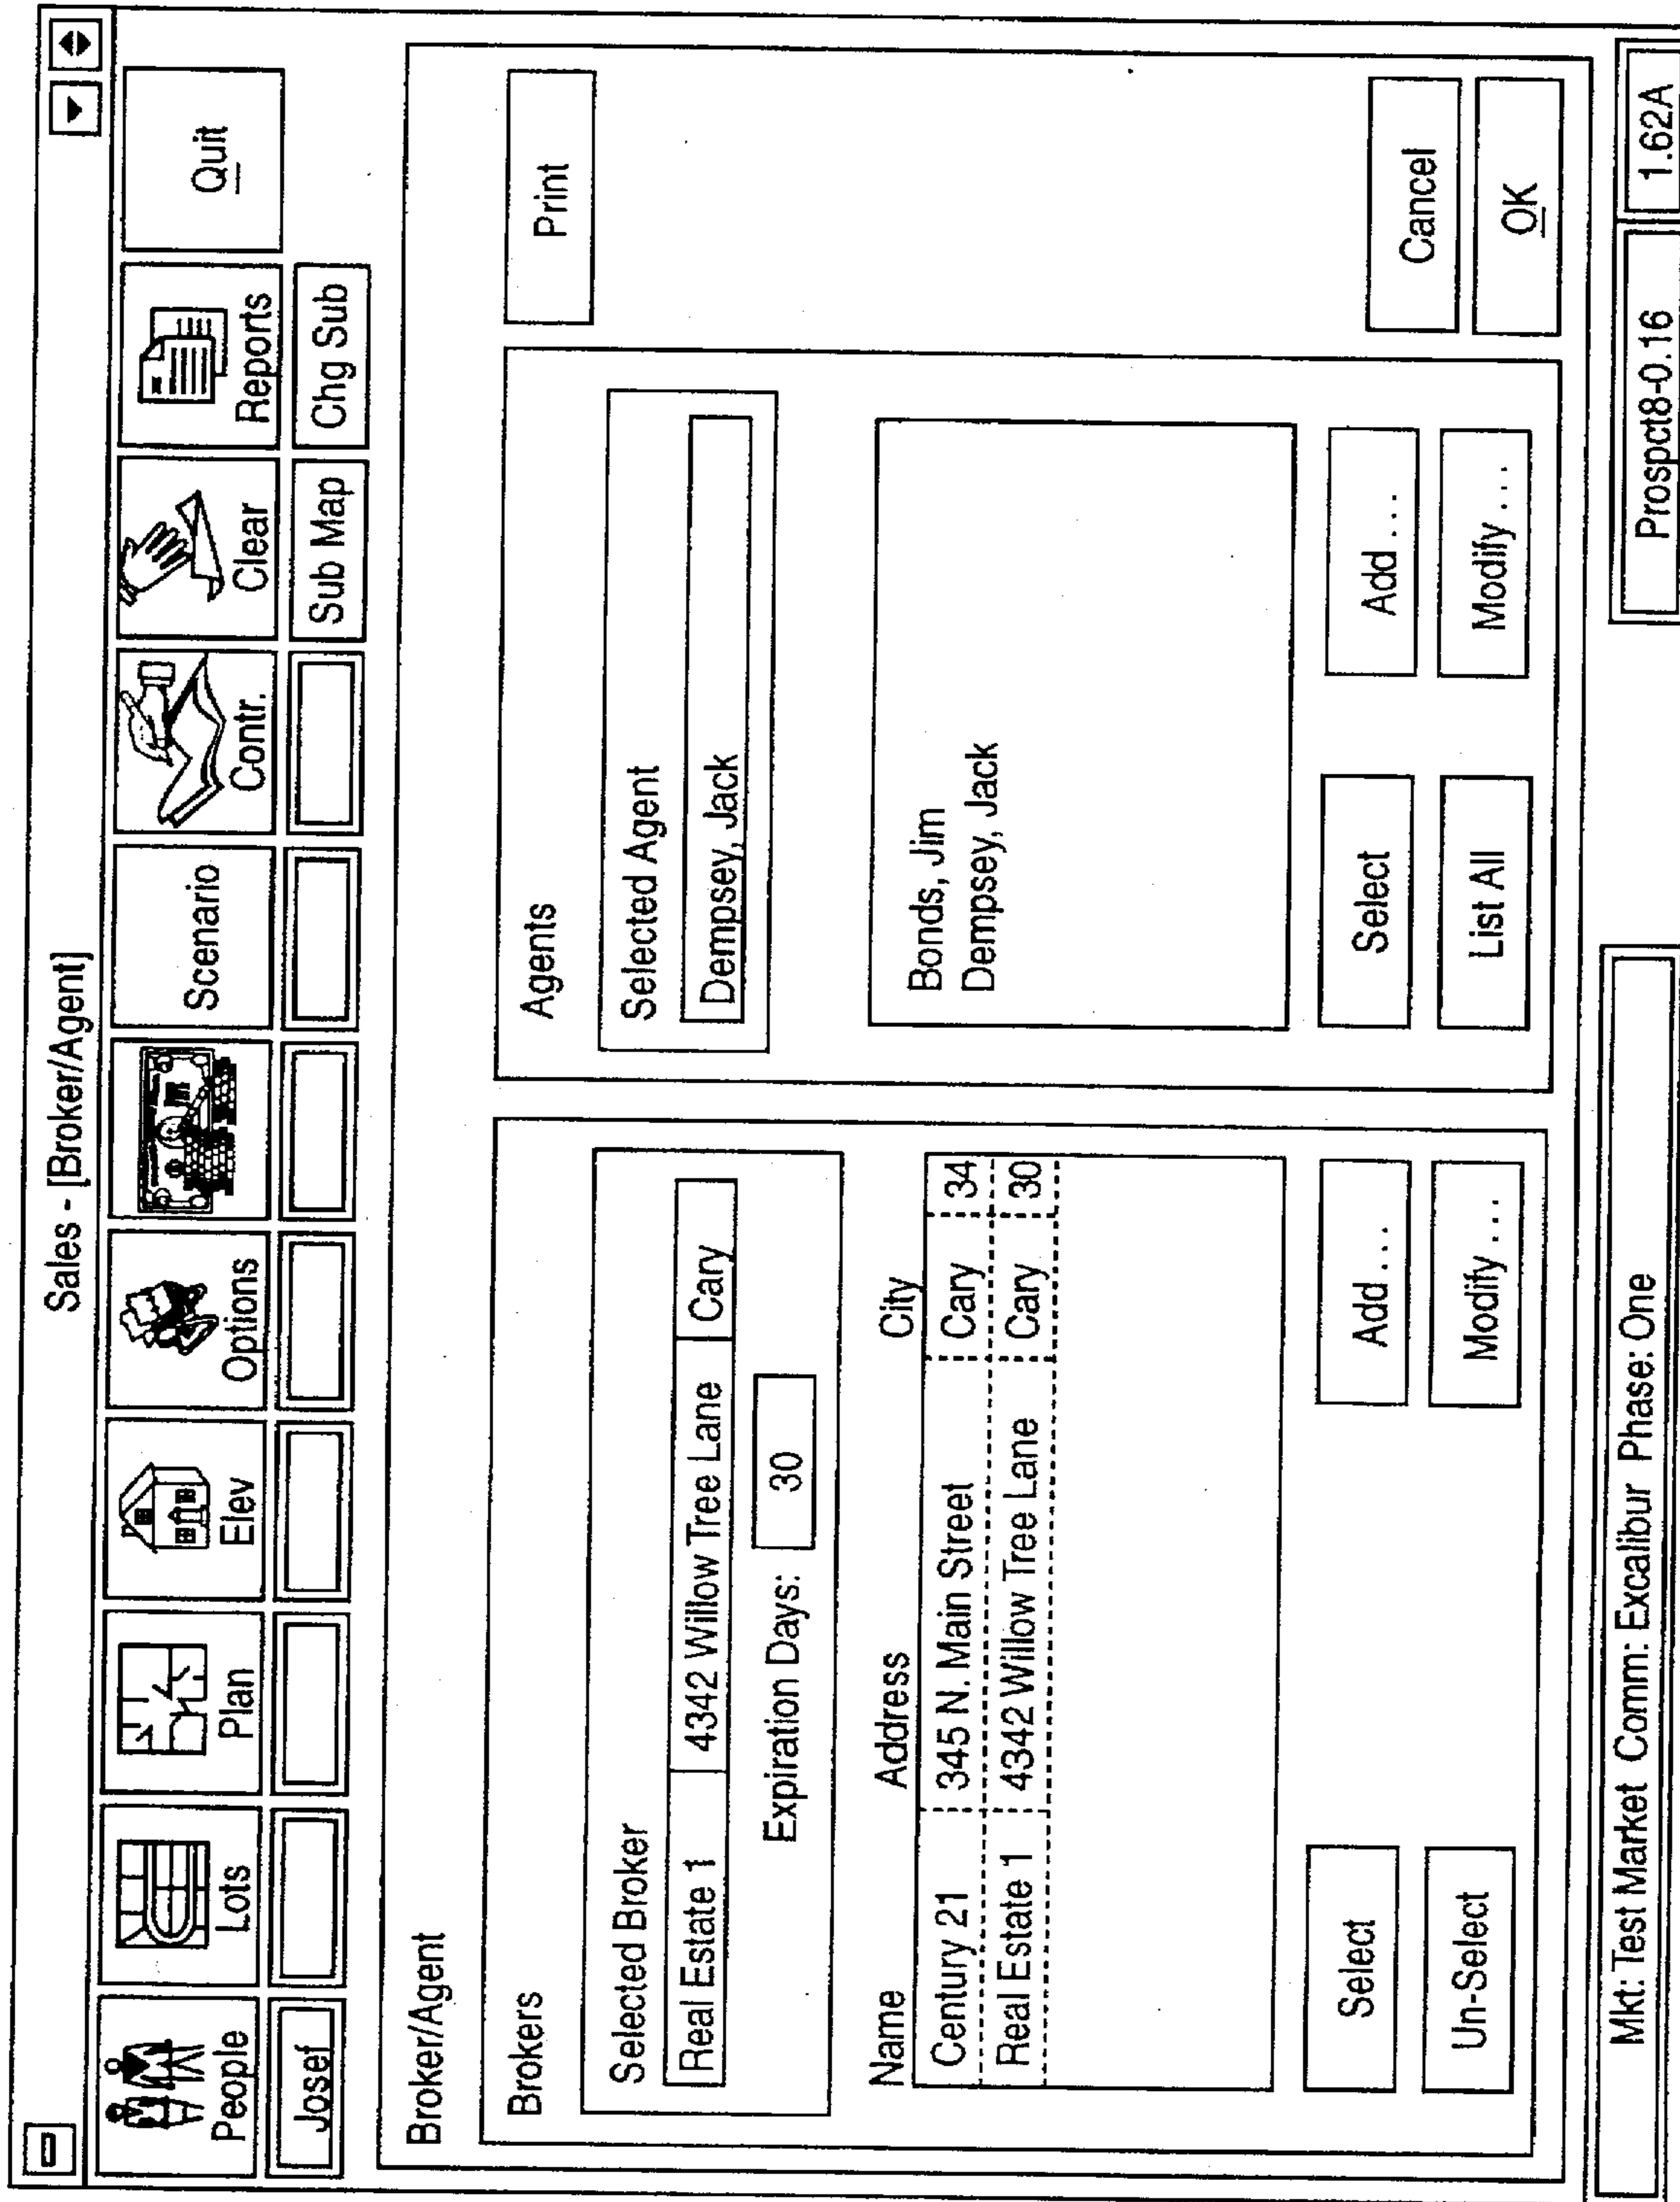 Sales - [Broker/Agent]
People Lots Plan Elev Options Scenario Contr. Clear Reports Quit
Josef Sub Map Chg Sub
Broker/Agent
Brokers
Selected Broker
Real Estate 1 4342 Willow Tree Lane Cary
Expiration Days: 30
Name Address City
Century 21 345 N. Main Street Cary 34
Real Estate 1 4342 Willow Tree Lane Cary 30
Select Add...
Un-Select Modify...
Agents
Selected Agent
Dempsey, Jack
Bonds, Jim
Dempsey, Jack
Select Add...
List All Modify...
Print
Cancel
OK
Mkt: Test Market Comm: Excalibur Phase: One
Prospct8-0.16 1.62A